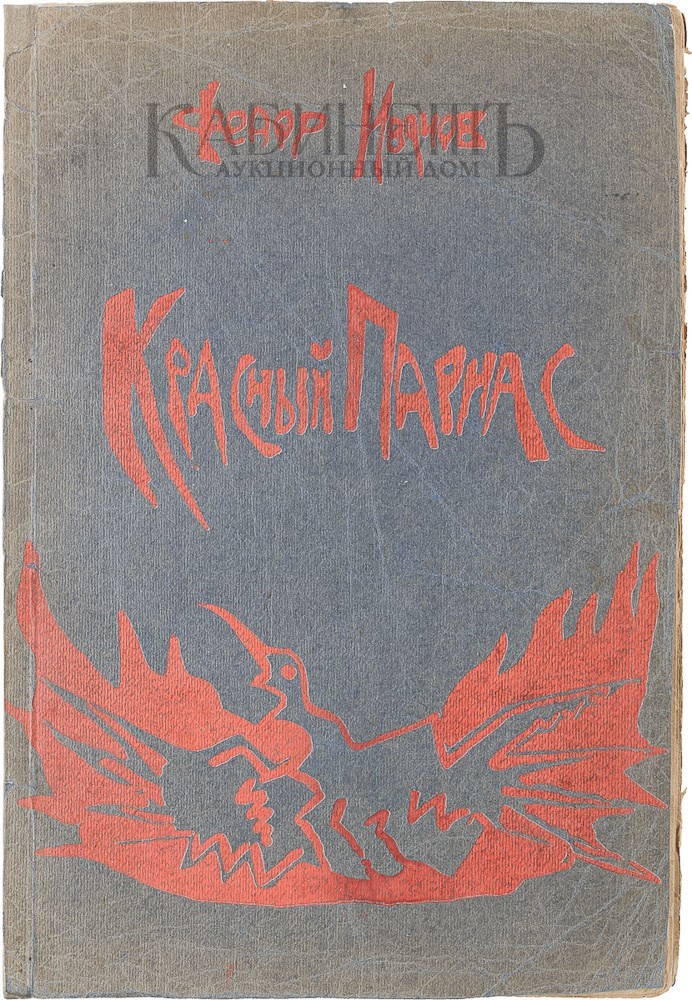 Федор Иванов
КАБИНЕТЪ
АУКЦИОННЫЙ ДОМ
Красный Парнас